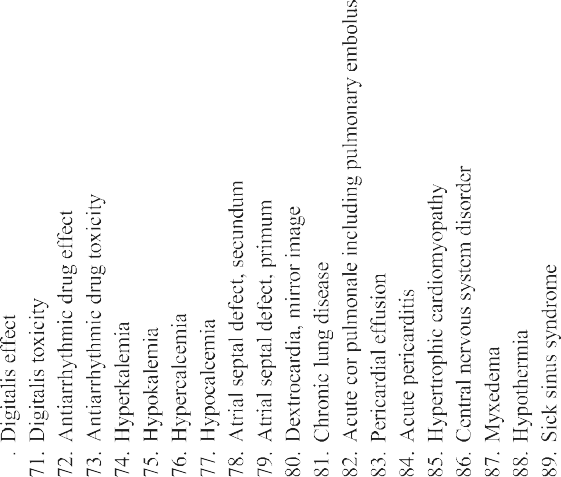 . Digitalis effect
71. Digitalis toxicity
72. Antiarrhythmic drug effect
73. Antiarrhythmic drug toxicity
74. Hyperkalemia
75. Hypokalemia
76. Hypercalcemia
77. Hypocalcemia
78. Atrial septal defect, secundum
79. Atrial septal defect, primum
80. Dextrocardia, mirror image
81. Chronic lung disease
82. Acute cor pulmonale including pulmonary embolus
83. Pericardial effusion
84. Acute pericarditis
85. Hypertrophic cardiomyopathy
86. Central nervous system disorder
87. Myxedema
88. Hypothermia
89. Sick sinus syndrome